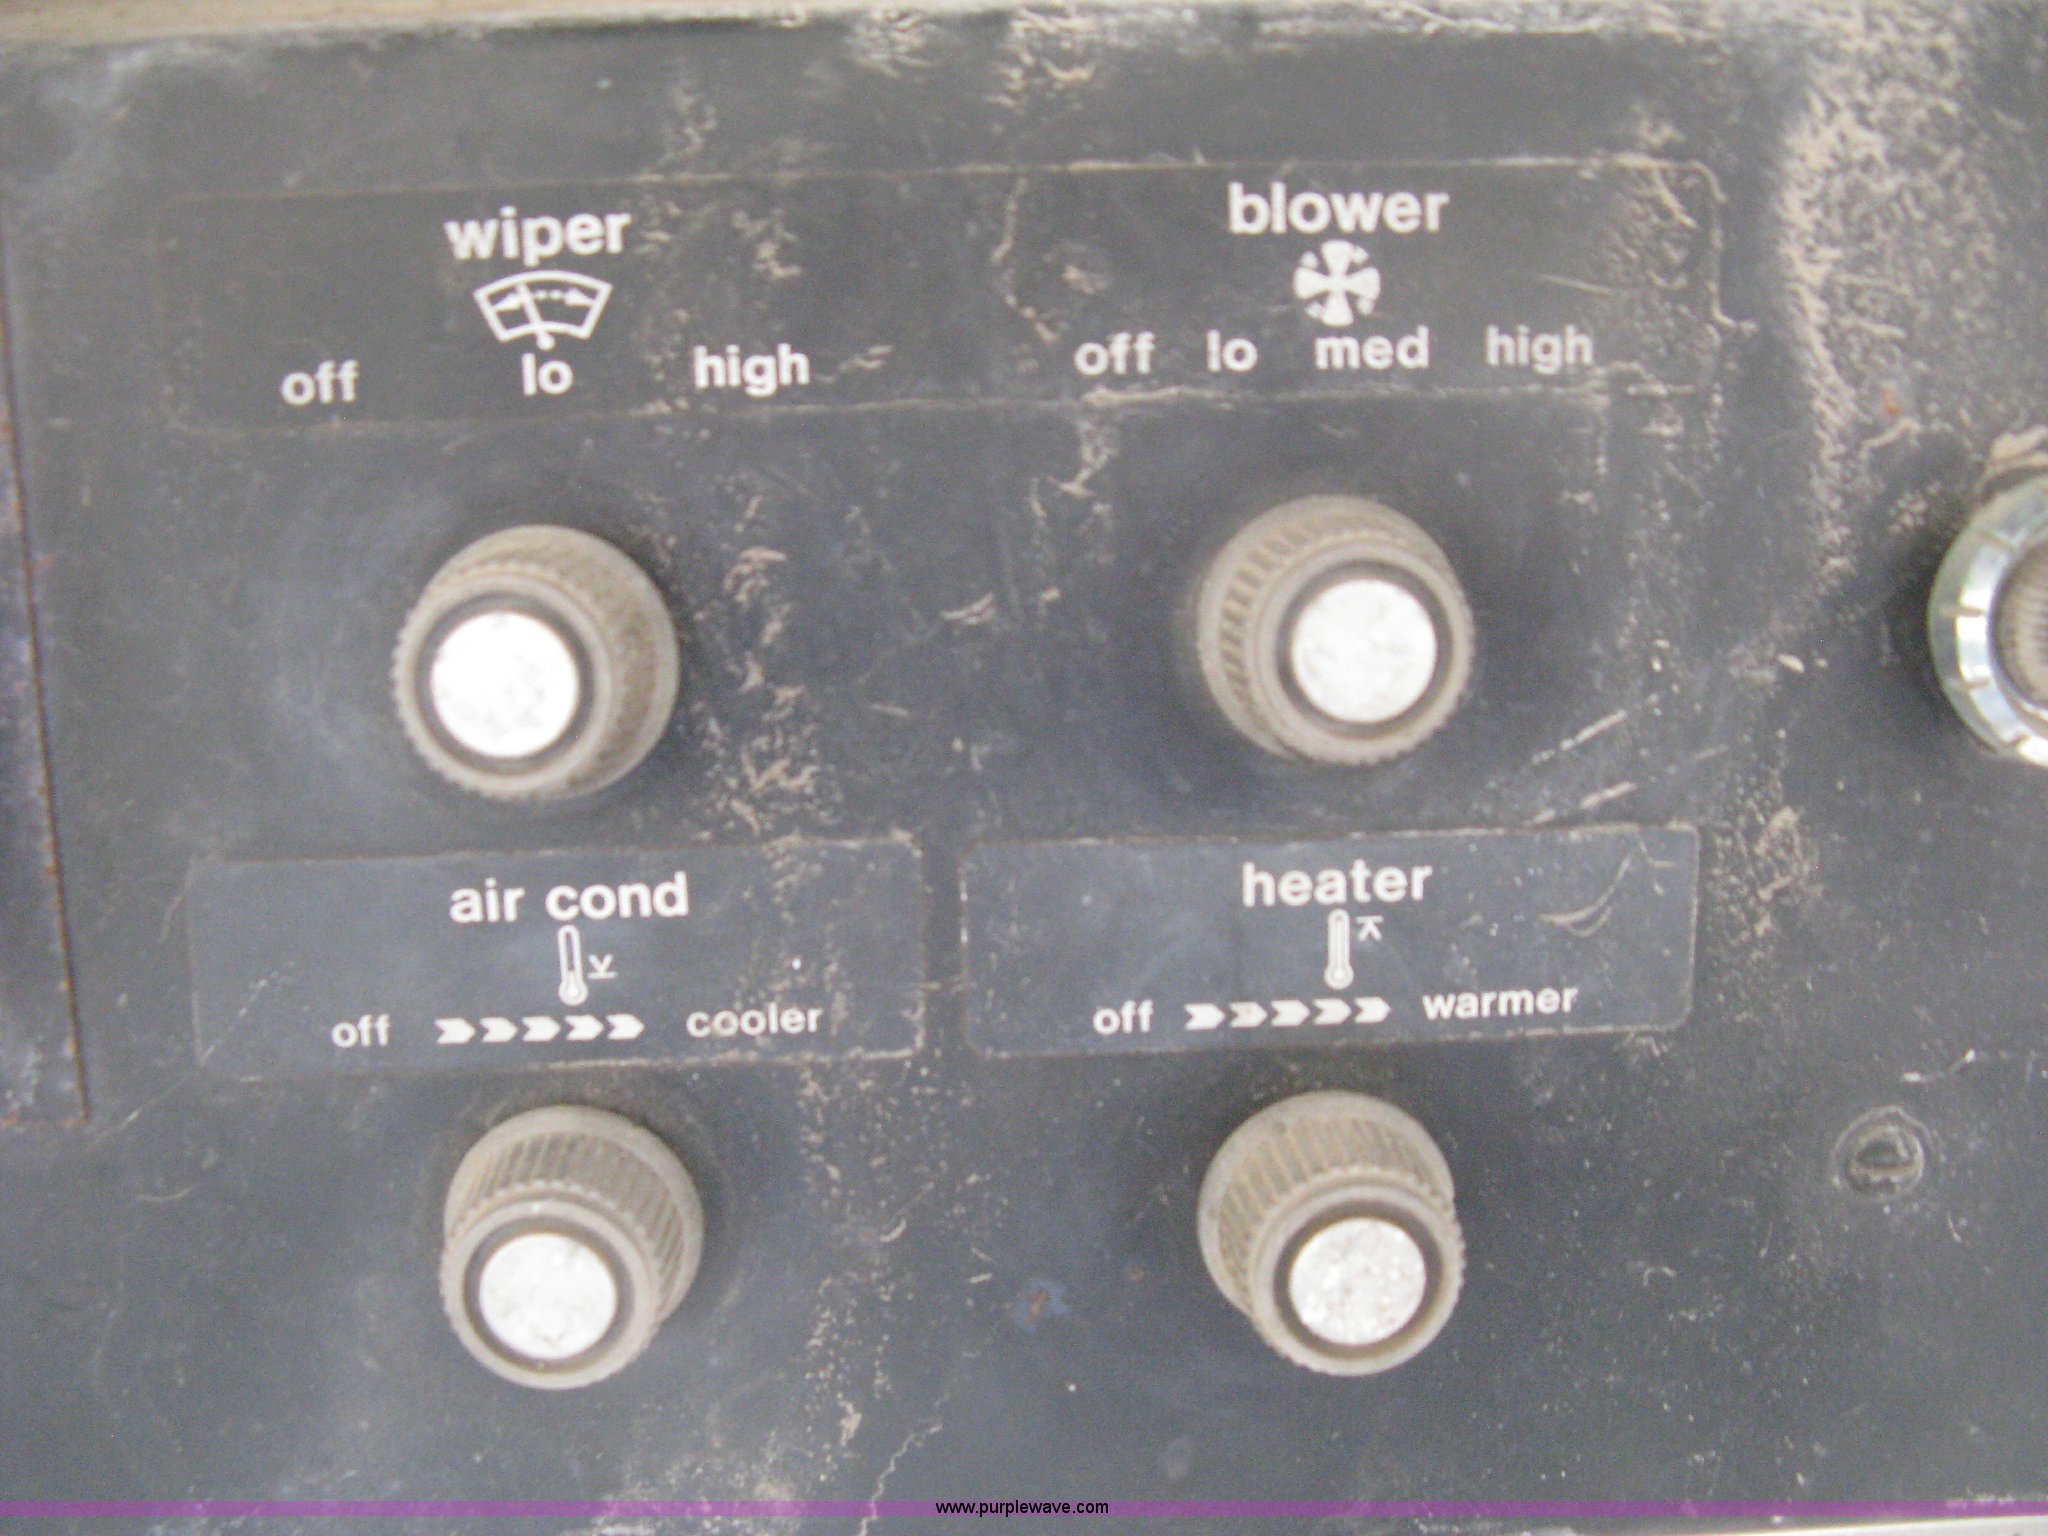 wiper
off lo high
blower
off lo med high
air cond
off cooler
heater
off warmer
www.purplewave.com